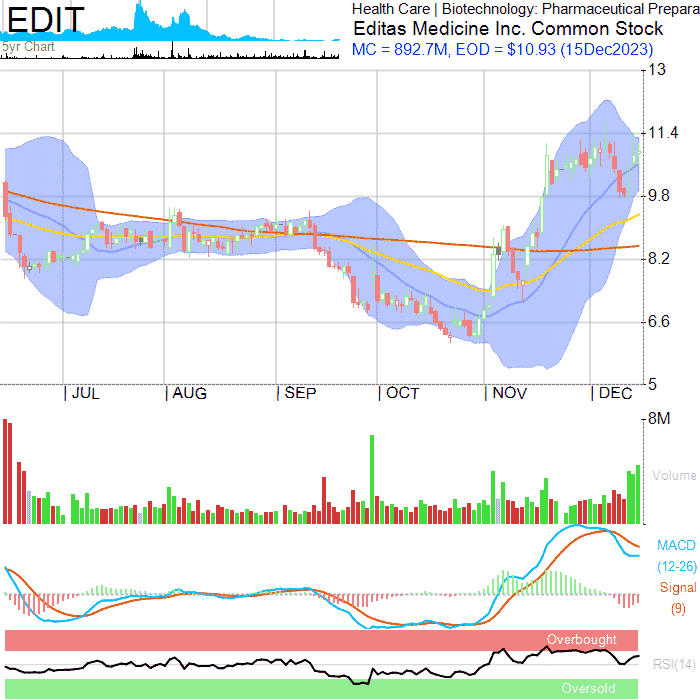 EDIT
Health Care | Biotechnology: Pharmaceutical Prepara
Editas Medicine Inc. Common Stock
MC = 892.7M, EOD = $10.93 (15Dec2023)
5yr Chart
13
11.4
9.8
8.2
6.6
5
JUL
AUG
SEP
OCT
NOV
DEC
8M
Volume
MACD
(12-26)
Signal
(9)
Overbought
RSI(14)
Oversold